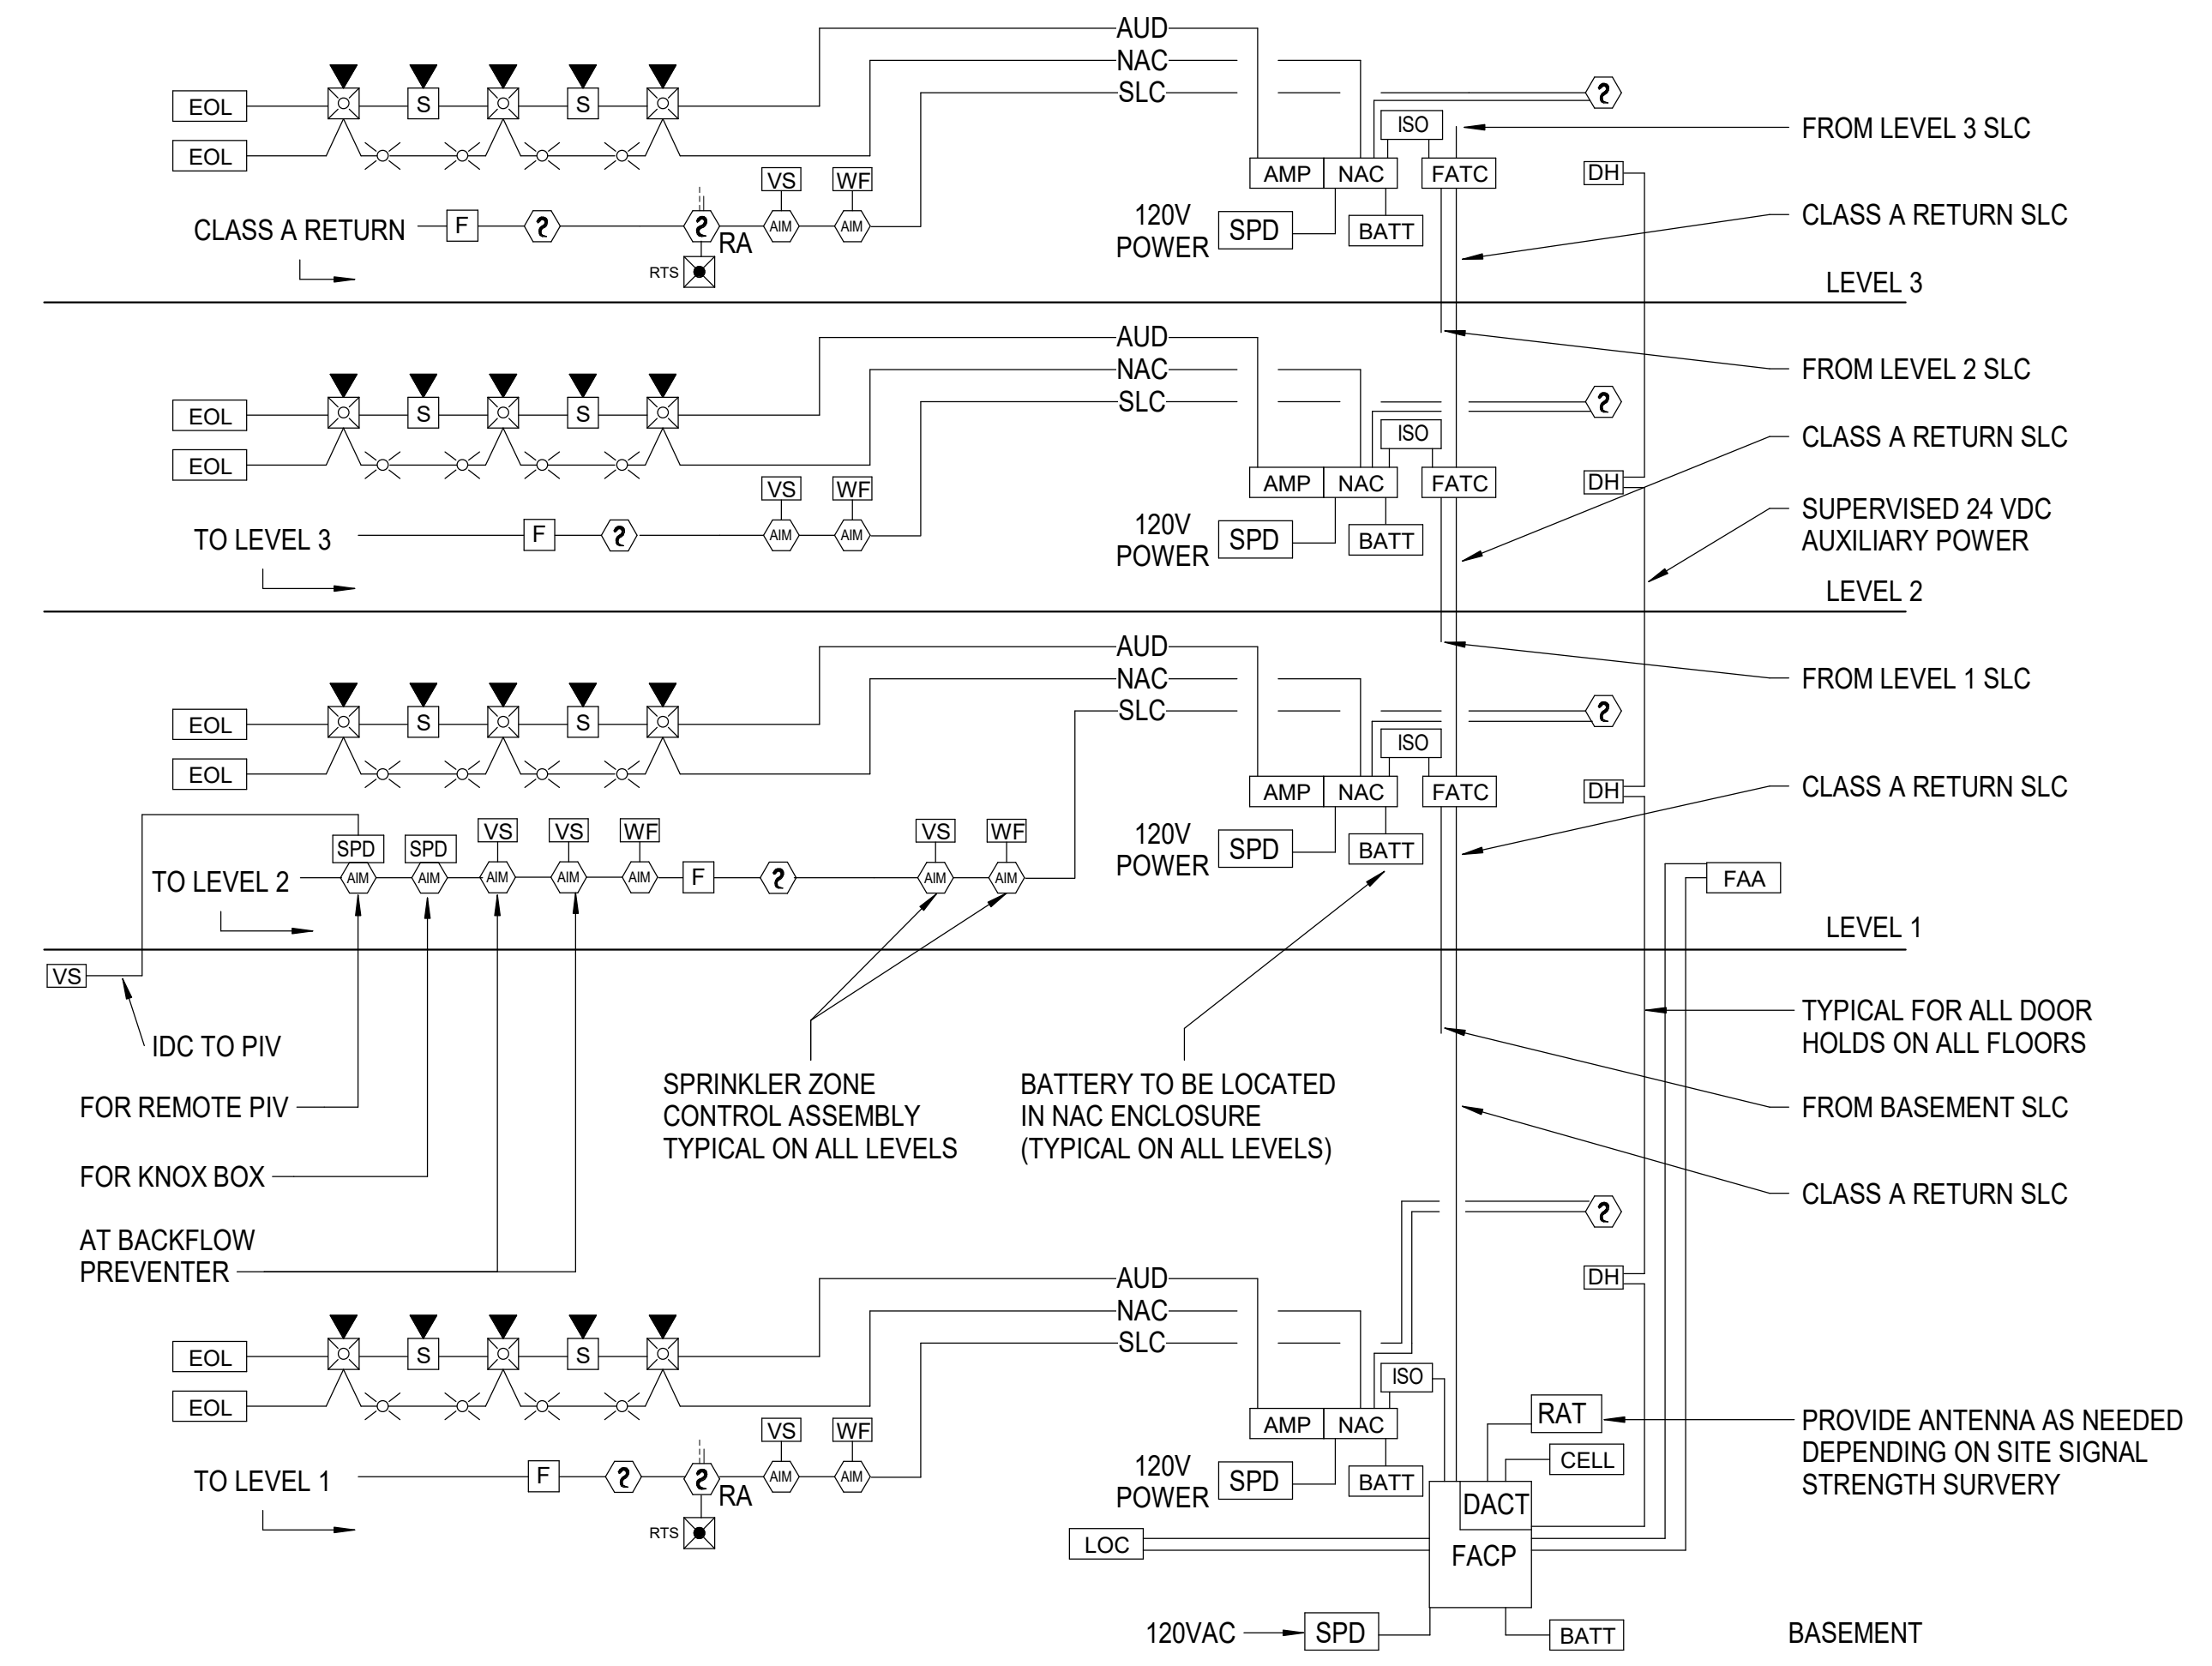 AUD
NAC
SLC
EOL
S
S
EOL
ISO
FROM LEVEL 3 SLC
VS
WF
AMP
NAC
FATC
DH
CLASS A RETURN
F
AIM
AIM
RA
RTS
120V
POWER
SPD
BATT
CLASS A RETURN SLC
LEVEL 3
AUD
NAC
SLC
FROM LEVEL 2 SLC
EOL
S
S
EOL
ISO
CLASS A RETURN SLC
VS
WF
AMP
NAC
FATC
DH
TO LEVEL 3
F
AIM
AIM
120V
POWER
SPD
BATT
SUPERVISED 24 VDC
AUXILIARY POWER
LEVEL 2
AUD
NAC
SLC
FROM LEVEL 1 SLC
EOL
S
S
EOL
ISO
AMP
NAC
FATC
DH
CLASS A RETURN SLC
SPD
SPD
VS
VS
WF
VS
WF
120V
POWER
SPD
BATT
TO LEVEL 2
AIM
AIM
AIM
AIM
AIM
F
AIM
AIM
FAA
LEVEL 1
VS
IDC TO PIV
FOR REMOTE PIV
FOR KNOX BOX
AT BACKFLOW
PREVENTER
SPRINKLER ZONE
CONTROL ASSEMBLY
TYPICAL ON ALL LEVELS
BATTERY TO BE LOCATED
IN NAC ENCLOSURE
(TYPICAL ON ALL LEVELS)
TYPICAL FOR ALL DOOR
HOLDS ON ALL FLOORS
FROM BASEMENT SLC
CLASS A RETURN SLC
AUD
NAC
SLC
DH
EOL
S
S
EOL
ISO
VS
WF
AMP
NAC
RAT
PROVIDE ANTENNA AS NEEDED
DEPENDING ON SITE SIGNAL
STRENGTH SURVERY
CELL
TO LEVEL 1
F
AIM
AIM
RA
RTS
120V
POWER
SPD
BATT
DACT
LOC
FACP
120VAC
SPD
BATT
BASEMENT